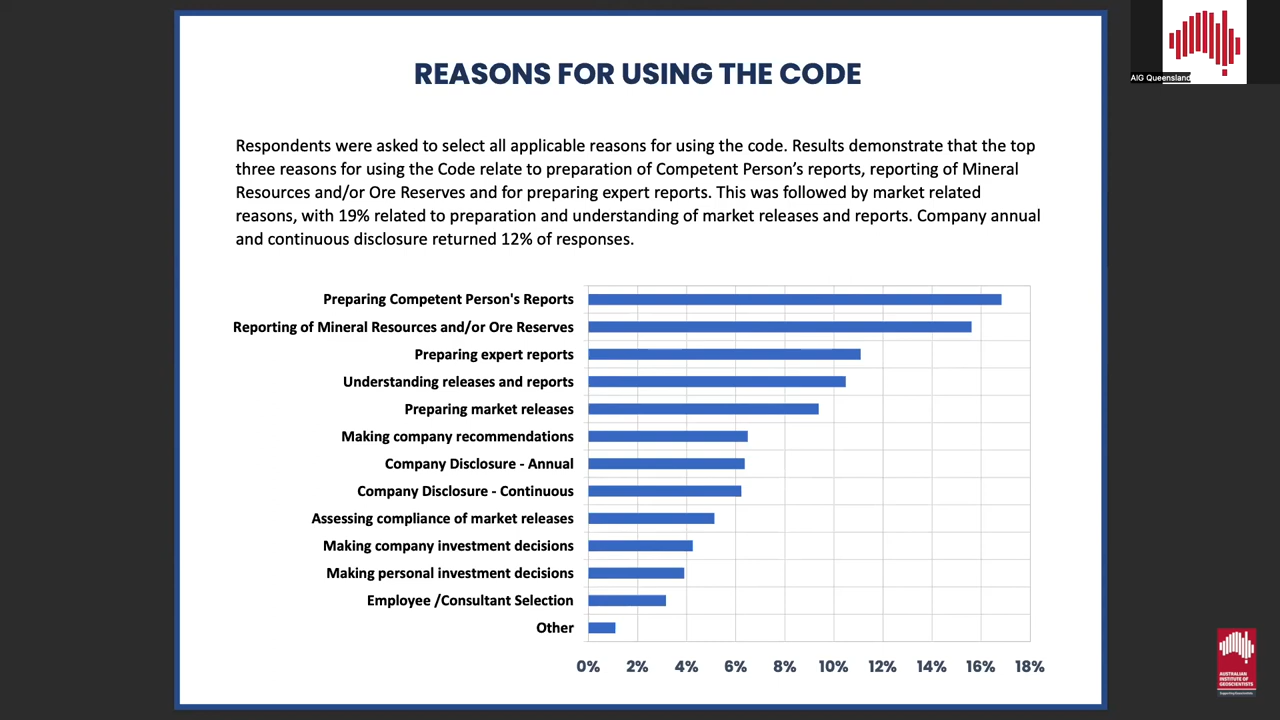 REASONS FOR USING THE CODE
AIG Queensland
Respondents were asked to select all applicable reasons for using the code. Results demonstrate that the top
three reasons for using the Code relate to preparation of Competent Person's reports, reporting of Mineral
Resources and/or Ore Reserves and for preparing expert reports. This was followed by market related
reasons, with 19% related to preparation and understanding of market releases and reports. Company annual
and continuous disclosure returned 12% of responses.
Preparing Competent Person's Reports
Reporting of Mineral Resources and/or Ore Reserves
Preparing expert reports
Understanding releases and reports
Preparing market releases
Making company recommendations
Company Disclosure - Annual
Company Disclosure - Continuous
Assessing compliance of market releases
Making company investment decisions
Making personal investment decisions
Employee /Consultant Selection
Other
0% 2% 4% 6% 8% 10% 12% 14% 16% 18%
AUSTRALIAN
INSTITUTE OF
GEOSCIENTISTS